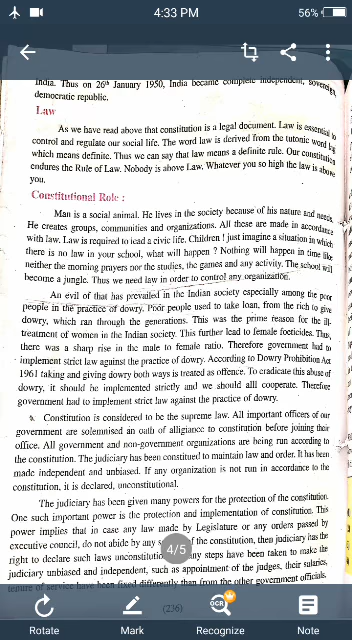 4:33 PM
56%
India. Thus on 26th January 1950, India became complete independent, sovereign,
democratic republic.
Law
As we have read above that constitution is a legal document. Law is essential to
control and regulate our social life. The word law is derived from the tutonic word
which means definite. Thus we can say that law means a definite rule. Our constitution
endures the Rule of Law. Nobody is above Law. Whatever you so high the law is above
you.
Constitutional Role :
Man is a social animal. He lives in the society because of his nature and needs.
He creates groups, communities and organizations. All these are made in accordance
with law. Law is required to lead a civic life. Children ! just imagine a situation in which
there is no law in your school, what will happen ? Nothing will happen in time like
neither the morning prayers nor the studies, the games and any activity. The school will
become a jungle. Thus we need law in order to control any organization.
An evil of that has prevailed in the Indian society especially among the poor
people in the practice of dowry. Poor people used to take loan, from the rich to give
dowry, which ran through the generations. This was the prime reason for the ill-
treatment of women in the Indian society. This further lead to female foeticides. Thus,
there was a sharp rise in the male to female ratio. Therefore government had to
implement strict law against the practice of dowry. According to Dowry Prohibition Act
1961 taking and giving dowry both ways is treated as offence. To eradicate this abuse of
dowry, it should be implemented strictly and we should alll cooperate. Therefore
government had to implement strict law against the practice of dowry.
Constitution is considered to be the supreme law. All important officers of our
government are solemnised an oath of alligiance to constitution before joining their
office. All government and non-government organizations are being run according to
the constitution. The judiciary has been constitued to maintain law and order. It has been
made independent and unbiased. If any organization is not run in accordance to the
constitution, it is declared, unconstitutional.
The judiciary has been given many powers for the protection of the constitution.
One such important power is the protection and implementation of constitution. This
power implies that in case any law made by Legislature or any orders passed by
executive council, do not abide by any of the constitution, then judiciary has the
right to declare such laws unconstitutio ny steps have been taken to make the
judiciary unbiased and independent, such as appointment of the judges, their salaries,
tenure of service have been fixed differently than from the other government officials.
4/5
(236)
OCR
Rotate Mark Recognize Note